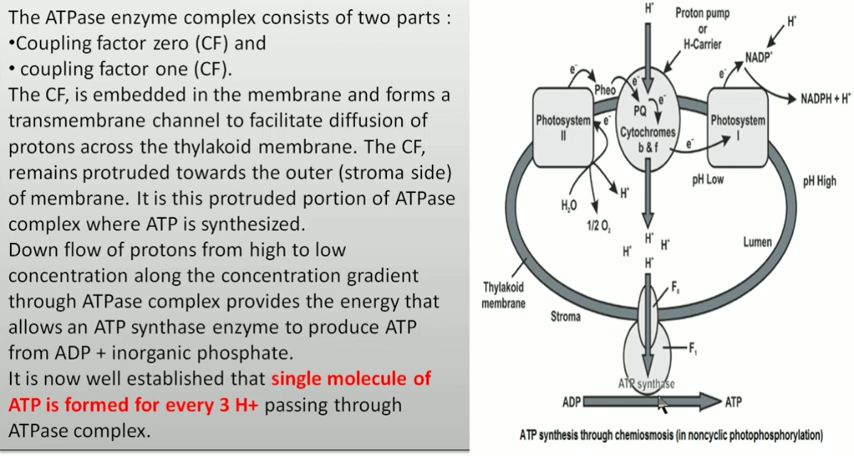 The ATPase enzyme complex consists of two parts :
•Coupling factor zero (CF) and
• coupling factor one (CF).
The CF, is embedded in the membrane and forms a
transmembrane channel to facilitate diffusion of
protons across the thylakoid membrane. The CF,
remains protruded towards the outer (stroma side)
of membrane. It is this protruded portion of ATPase
complex where ATP is synthesized.
Down flow of protons from high to low
concentration along the concentration gradient
through ATPase complex provides the energy that
allows an ATP synthase enzyme to produce ATP
from ADP + inorganic phosphate.
It is now well established that single molecule of
ATP is formed for every 3 H+ passing through
ATPase complex.
H⁺
Proton pump
or
H-Carrier
H⁺
NADP⁺
e⁻
Pheo
e⁻
e⁻
NADPH + H⁺
PQ
e⁻
Photosystem
II
e⁻
Cytochromes
b & f
e⁻
Photosystem
I
pH Low
pH High
H₂O
H⁺
1/2 O₂
H⁺
H⁺
H⁺
H⁺
Lumen
Thylakoid
membrane
Stroma
F₀
F₁
ATP synthase
ADP
ATP
ATP synthesis through chemiosmosis (in noncyclic photophosphorylation)